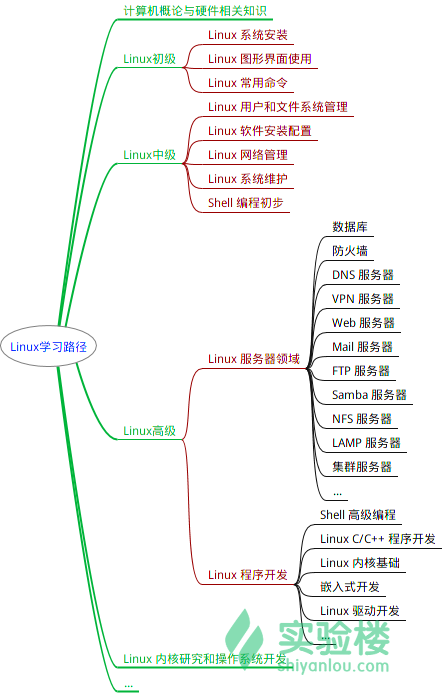 计算机概论与硬件相关知识
Linux初级
Linux 系统安装
Linux 图形界面使用
Linux 常用命令
Linux中级
Linux 用户和文件系统管理
Linux 软件安装配置
Linux 网络管理
Linux 系统维护
Shell 编程初步
Linux学习路径
Linux高级
Linux 服务器领域
数据库
防火墙
DNS 服务器
VPN 服务器
Web 服务器
Mail 服务器
FTP 服务器
Samba 服务器
NFS 服务器
LAMP 服务器
集群服务器
...
Linux 程序开发
Shell 高级编程
Linux C/C++ 程序开发
Linux 内核基础
嵌入式开发
Linux 驱动开发
...
Linux 内核研究和操作系统开发
...
实验楼
shiyanlou.com